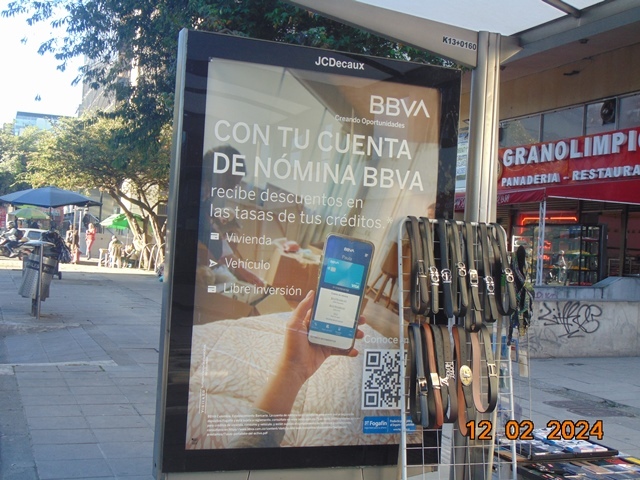 K13+0160
JCDecaux
BBVA
Creando Oportunidades
CON TU CUENTA
DE NÓMINA BBVA
recibe descuentos en
las tasas de tus créditos.
Vivienda
Vehículo
Libre inversión
Conoce
Fogafín
GRANOLIMPI
PANADERIA - RESTAURA
12 02 2024